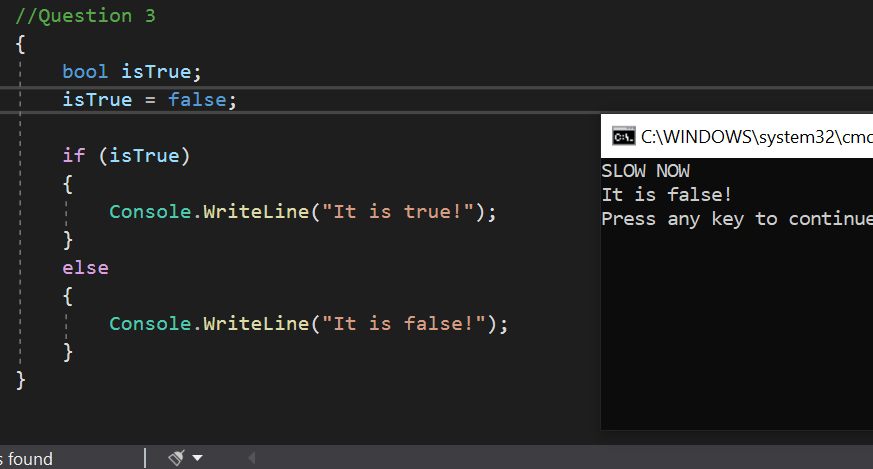 //Question 3
{
bool isTrue;
isTrue = false;
if (isTrue)
{
Console.WriteLine("It is true!");
}
else
{
Console.WriteLine("It is false!");
}
}
C:\WINDOWS\system32\cmd
SLOW NOW
It is false!
Press any key to continue
s found